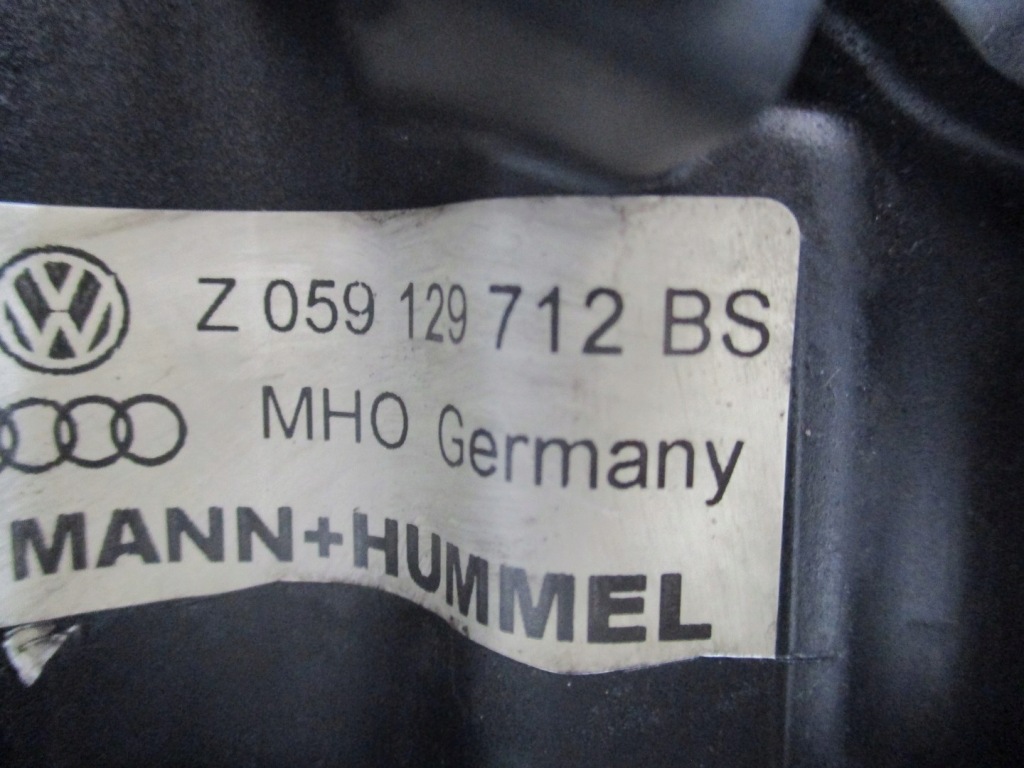 Z 059 129 712 BS
MHO Germany
MANN+HUMMEL